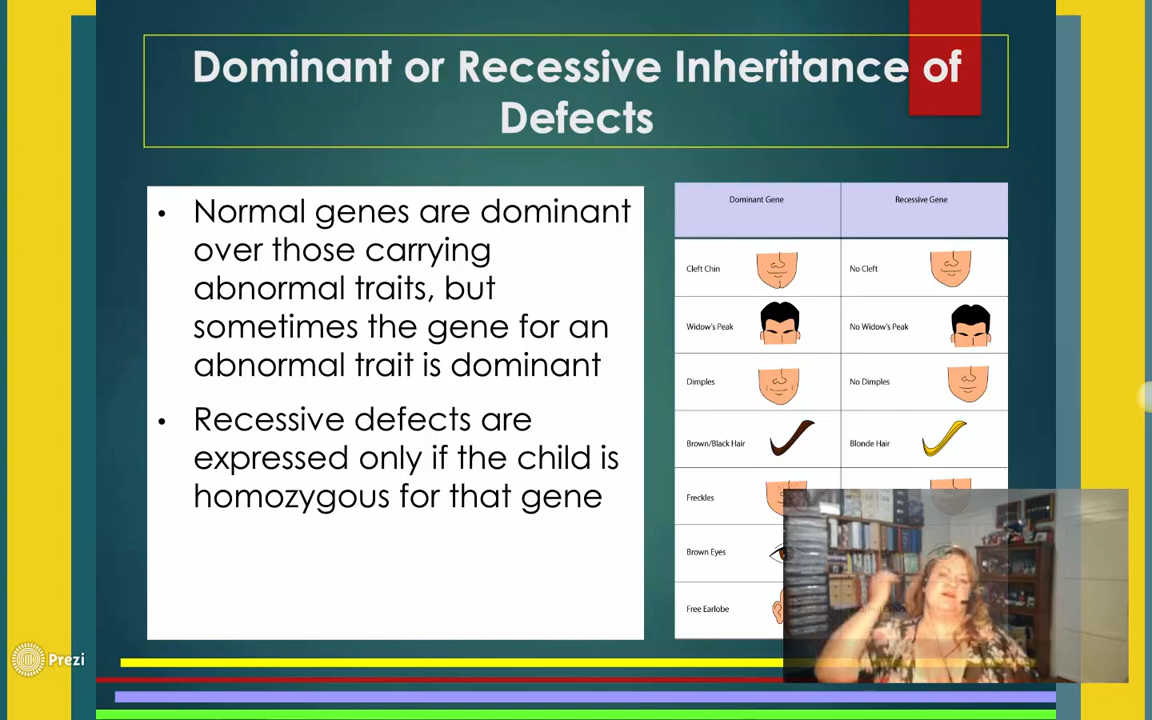 Dominant or Recessive Inheritance of
Defects
• Normal genes are dominant
over those carrying
abnormal traits, but
sometimes the gene for an
abnormal trait is dominant
• Recessive defects are
expressed only if the child is
homozygous for that gene
Dominant Gene Recessive Gene
Cleft Chin No Cleft
Widow's Peak No Widow's Peak
Dimples No Dimples
Brown/Black Hair Blonde Hair
Freckles
Brown Eyes
Free Earlobe
Prezi